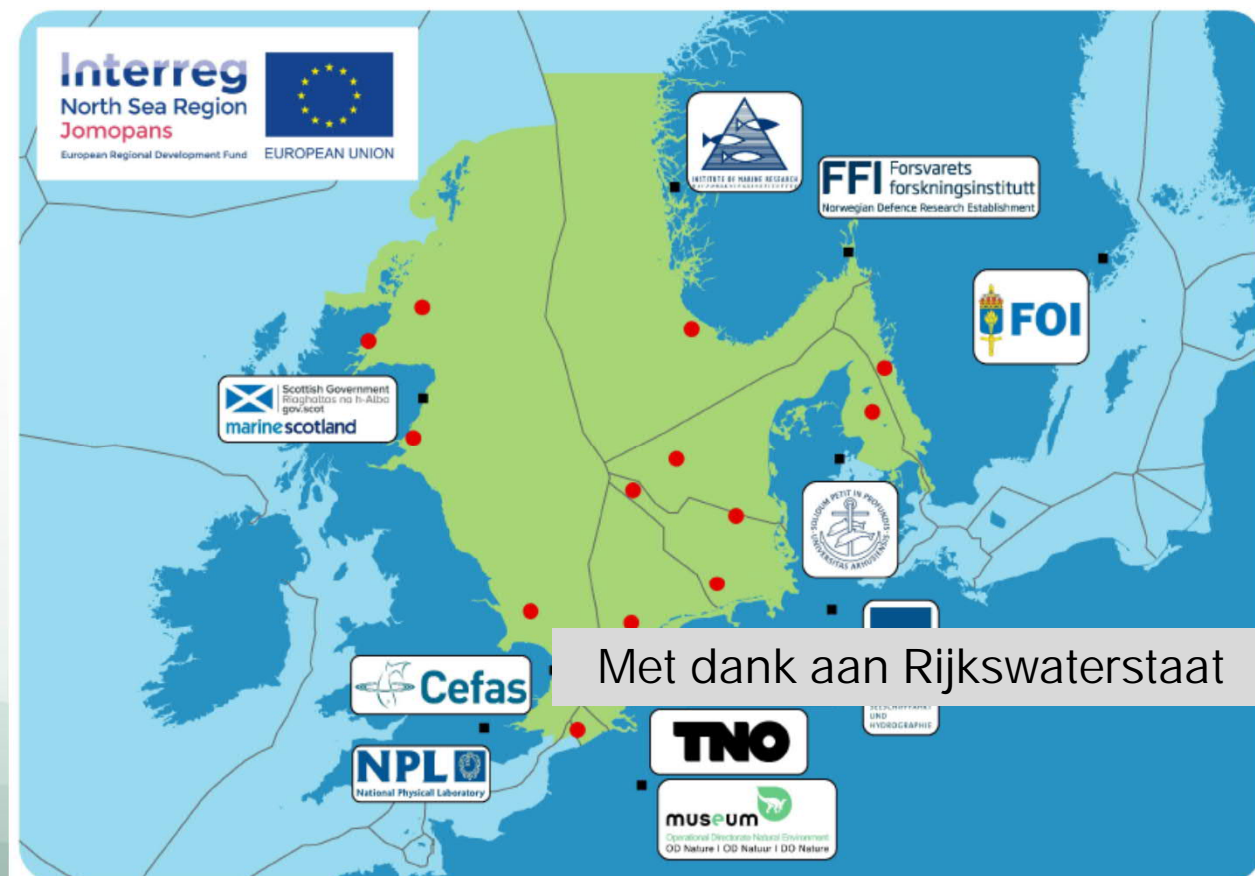 Interreg
North Sea Region
Jomopans
European Regional Development Fund
EUROPEAN UNION
INSTITUTE OF MARINE RESEARCH
FFI Forsvarets
forskningsinstitutt
Norwegian Defence Research Establishment
FOI
Scottish Government
Riaghaltas na h-Alba
gov.scot
marinescotland
SOLIDUM PETIT IN PROFUNDIS
UNIVERSITAS ARHUSIENSIS
Met dank aan Rijkswaterstaat
Cefas
SEESCHIFFFAHRT
UND
HYDROGRAPHIE
TNO
NPL
National Physical Laboratory
museum
Operational Directorate Natural Environment
OD Nature | OD Natuur | DO Nature